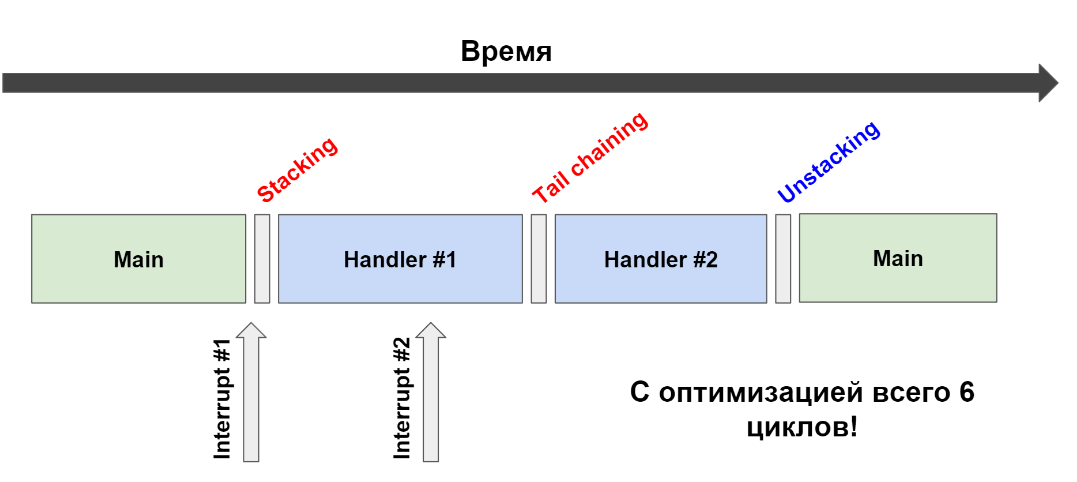 Время
Stacking
Tail chaining
Unstacking
Main
Handler #1
Handler #2
Main
Interrupt #1
Interrupt #2
С оптимизацией всего 6
циклов!